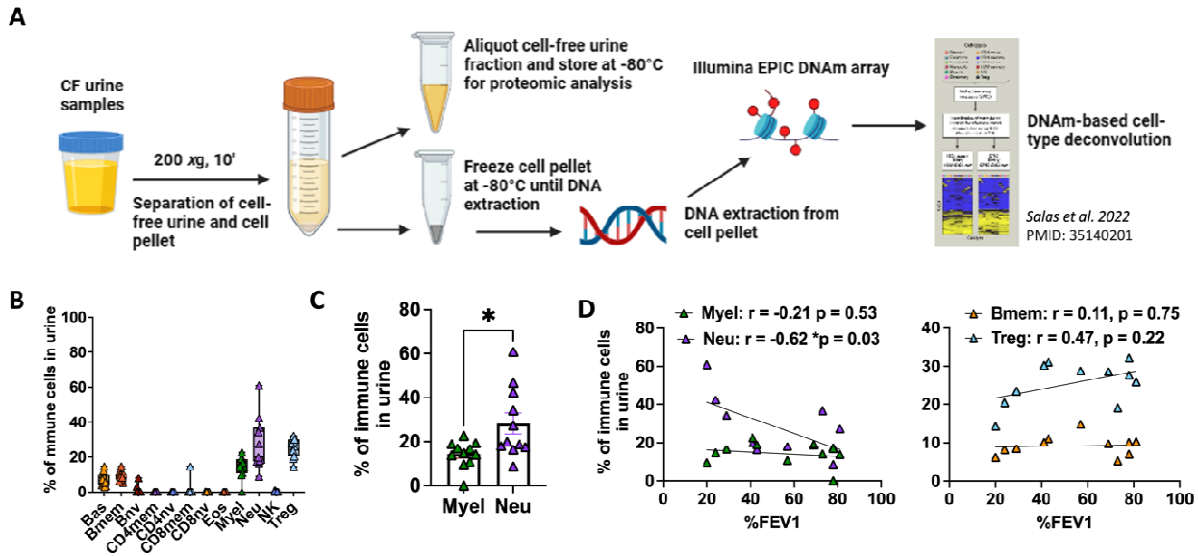 A
CF urine
samples
200 xg, 10'
Separation of cell-
free urine and cell
pellet
Aliquot cell-free urine
fraction and store at -80°C
for proteomic analysis
Freeze cell pellet
at -80°C until DNA
extraction
DNA extraction from
cell pellet
Illumina EPIC DNAm array
DNAm-based cell-
type deconvolution
Salas et al. 2022
PMID: 35140201
B
% of immune cells in urine
100
80
60
40
20
0
Bas
Bmem
Bnv
CD4mem
CD4nv
CD8mem
CD8nv
Eos
Myel
Neu
NK
Treg
C
% of immune cells
in urine
80
60
40
20
0
*
Myel
Neu
D
Myel: r = -0.21 p = 0.53
Neu: r = -0.62 *p = 0.03
% of immune cells
in urine
80
60
40
20
0
0 20 40 60 80 100
%FEV1
Bmem: r = 0.11, p = 0.75
Treg: r = 0.47, p = 0.22
40
30
20
10
0
0 20 40 60 80 100
%FEV1